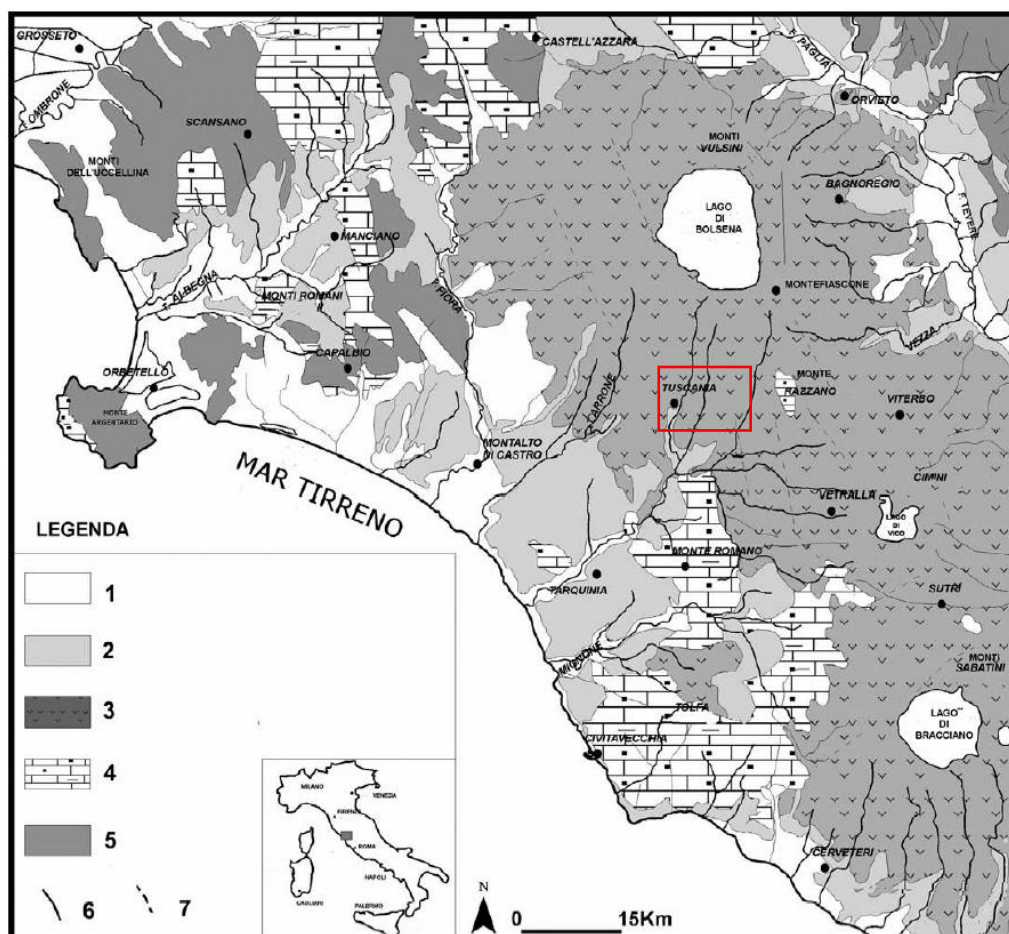 GROSSETO
CASTELL'AZZARA
F. PAGLIA
ORVIETO
F. OMBRONE
SCANSANO
MONTI
DELL'UCCELLINA
MONTI
VULSINI
BAGNOREGIO
LAGO
DI
BOLSENA
F. TEVERE
MANCIANO
F. ALBEGNA
MONTI ROMANI
F. FIORA
MONTEFIASCONE
VEZZA
CAPALBIO
ORBETELLO
MONTE
ARGENTARIO
T. ARRONE
TUSCANIA
MONTE
RAZZANO
VITERBO
MONTALTO
DI CASTRO
MAR TIRRENO
CIMINI
VETRALLA
LAGO
DI
VICO
LEGENDA
MONTE ROMANO
TARQUINIA
SUTRI
1
2
3
4
5
6 7
MIGNONE
MONTI
SABATINI
TOLFA
LAGO
DI
BRACCIANO
CIVITAVECCHIA
CERVETERI
MILANO
VENEZIA
FIRENZE
ROMA
NAPOLI
CAGLIARI
PALERMO
N
0 15Km